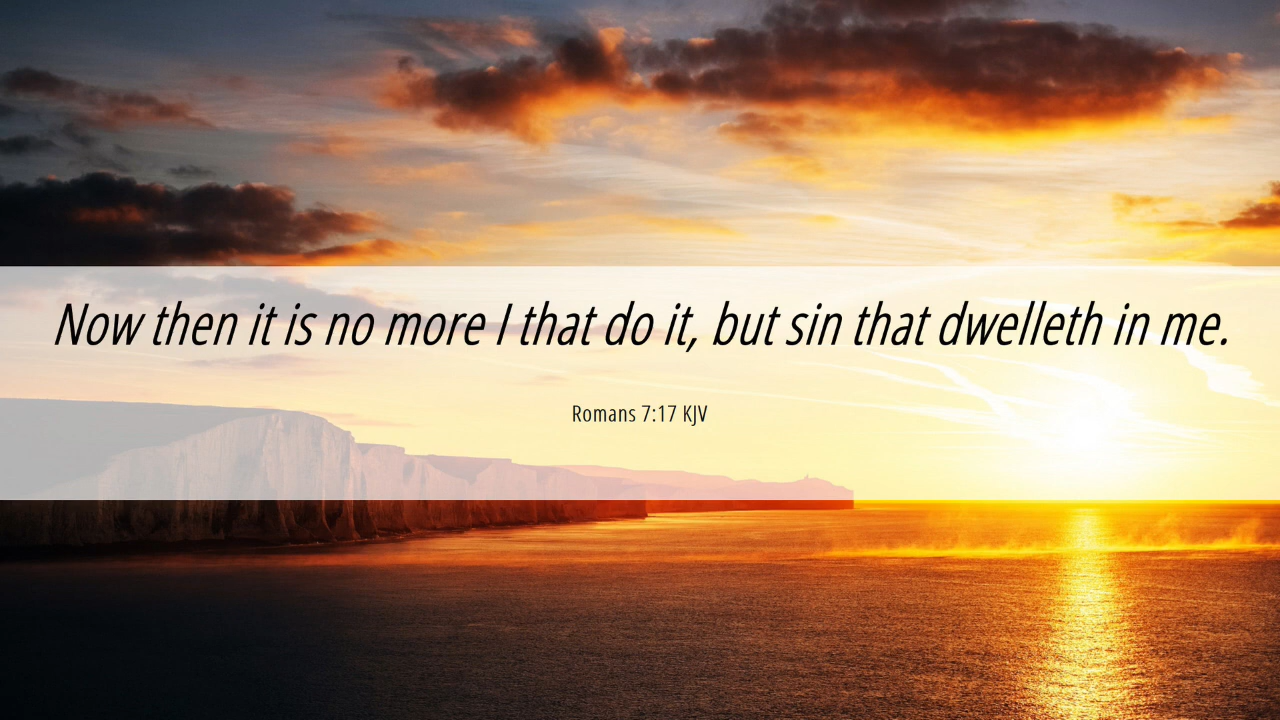 Now then it is no more I that do it, but sin that dwelleth in me.
Romans 7:17 KJV